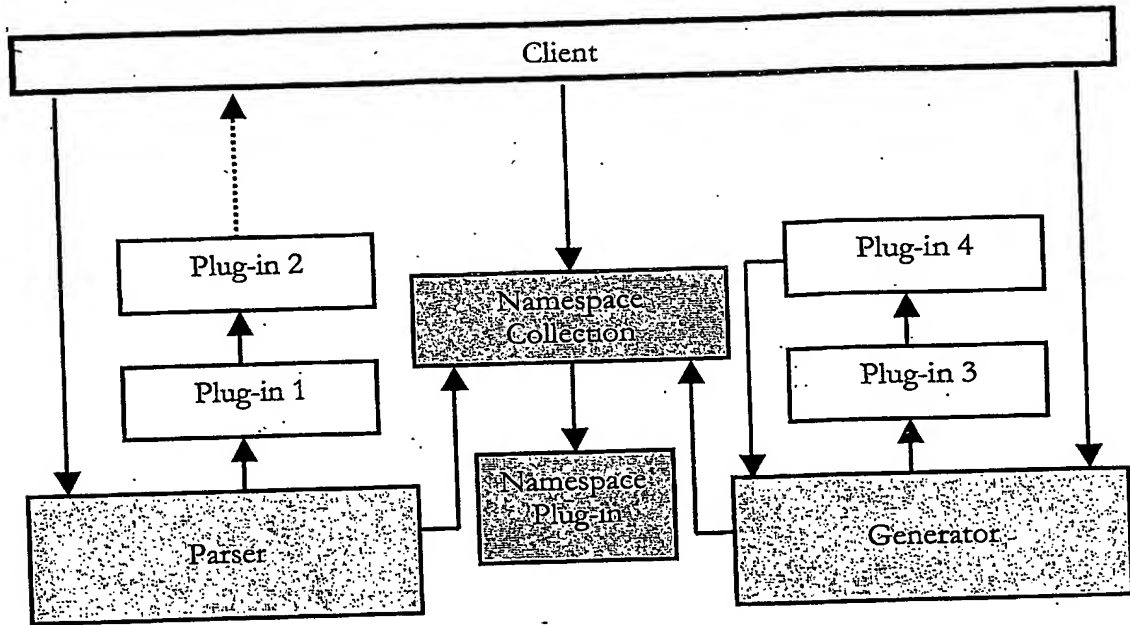 Client
Plug-in 2
Plug-in 4
Namespace
Collection
Plug-in 1
Plug-in 3
Namespace
Plug-in
Parser
Generator